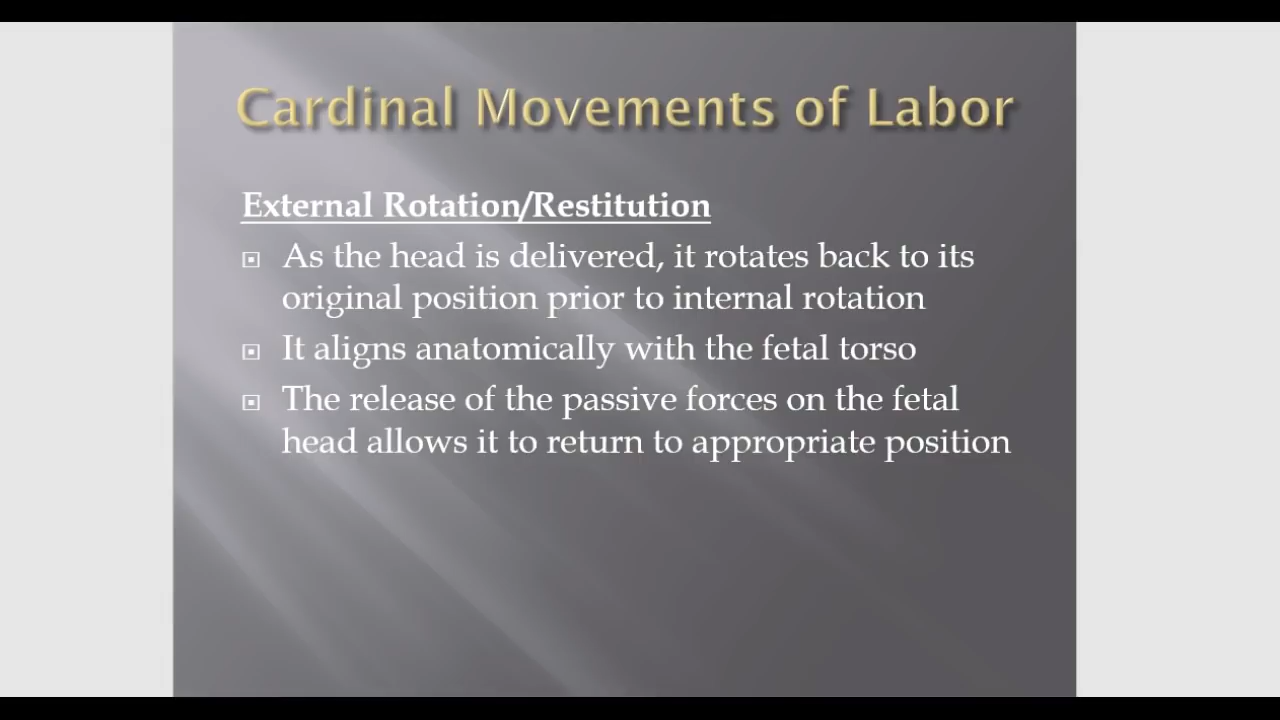 Cardinal Movements of Labor
External Rotation/Restitution
As the head is delivered, it rotates back to its
original position prior to internal rotation
It aligns anatomically with the fetal torso
The release of the passive forces on the fetal
head allows it to return to appropriate position